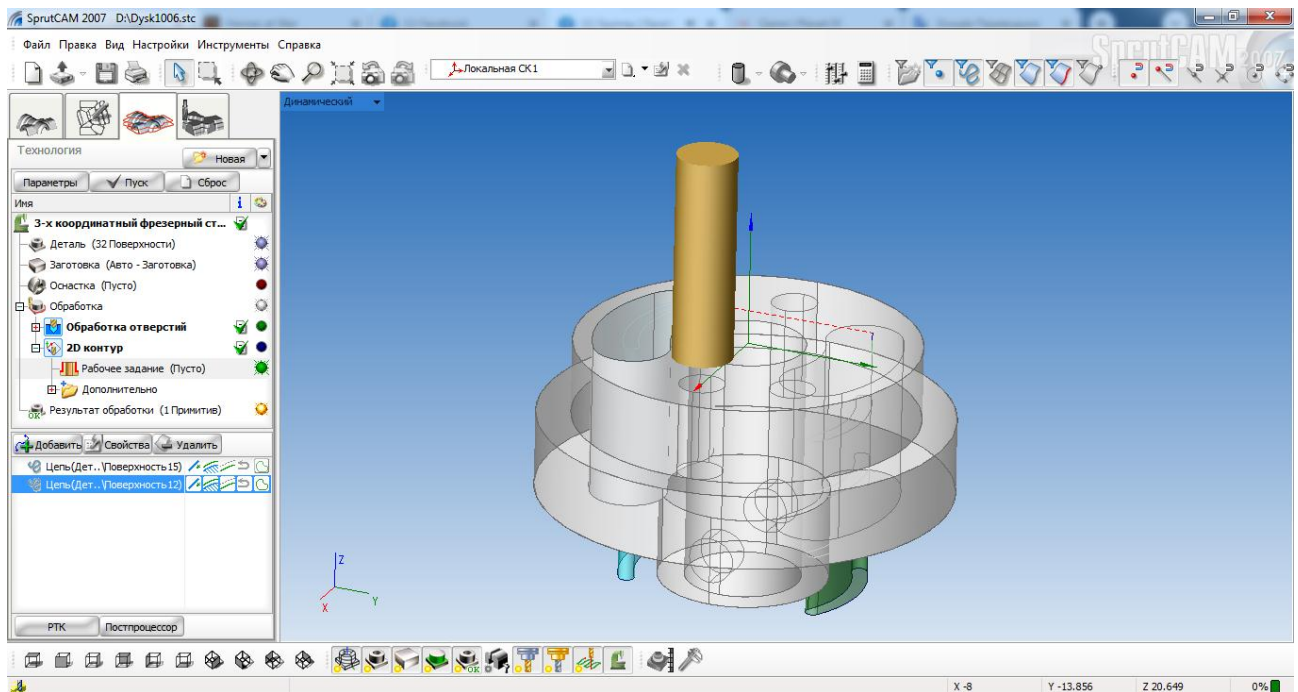 SprutCAM 2007 D:\Dysk1006.stc
Файл Правка Вид Настройки Инструменты Справка
SprutCAM 2007
Локальная СК1
Динамический
Технология
Новая
Параметры Пуск Сброс
Имя
3-х координатный фрезерный ст...
Деталь (32 Поверхности)
Заготовка (Авто - Заготовка)
Оснастка (Пусто)
Обработка
Обработка отверстий
2D контур
Рабочее задание (Пусто)
Дополнительно
Результат обработки (1 Примитив)
Добавить Свойства Удалить
Цепь(Дет..\Поверхность15)
Цепь(Дет..\Поверхность12)
Z
X
Y
РТК Постпроцессор
OK
X -8 Y -13.856 Z 20.649 0%